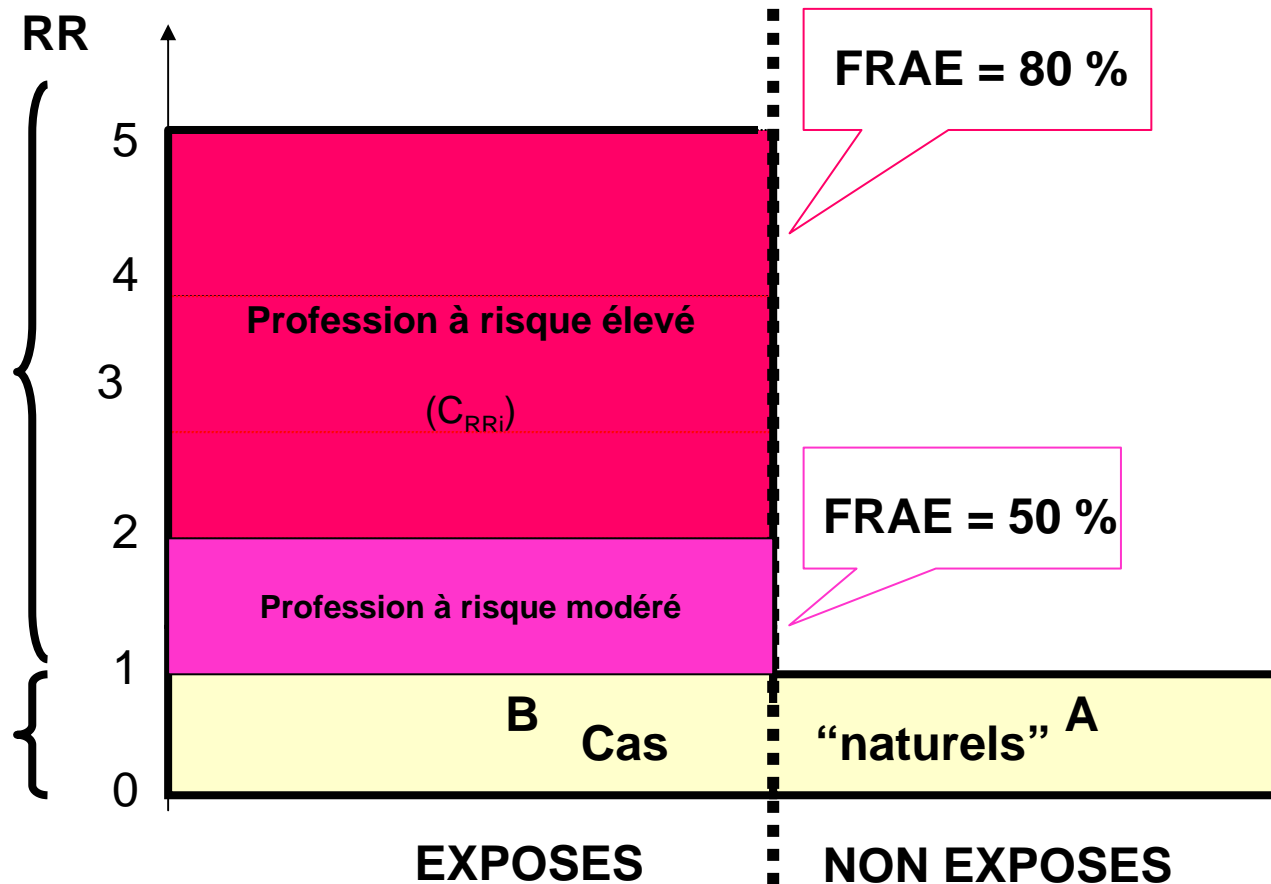 RR
FRAE = 80 %
5
4
Profession à risque élevé
3
(CRRi)
2
FRAE = 50 %
Profession à risque modéré
1
B
A
Cas
“naturels”
0
EXPOSES
NON EXPOSES